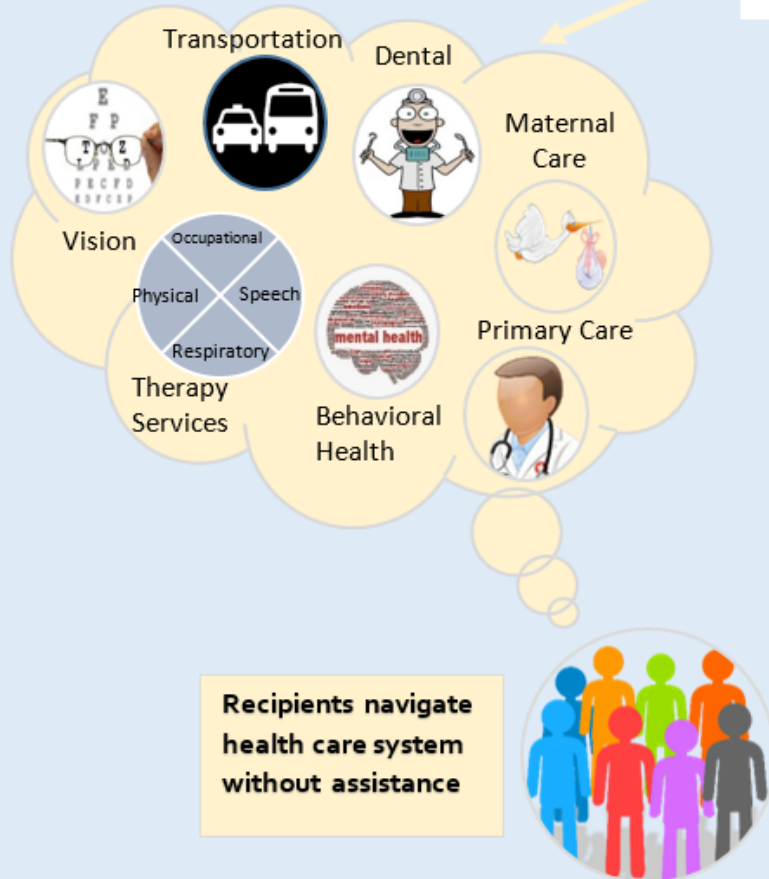 Transportation
Dental
Maternal
Care
E
F P
T O Z
P E C F D
E D F C Z P
Vision
Occupational
Physical
Speech
Respiratory
mental health
Primary Care
Therapy
Services
Behavioral
Health
Recipients navigate
health care system
without assistance